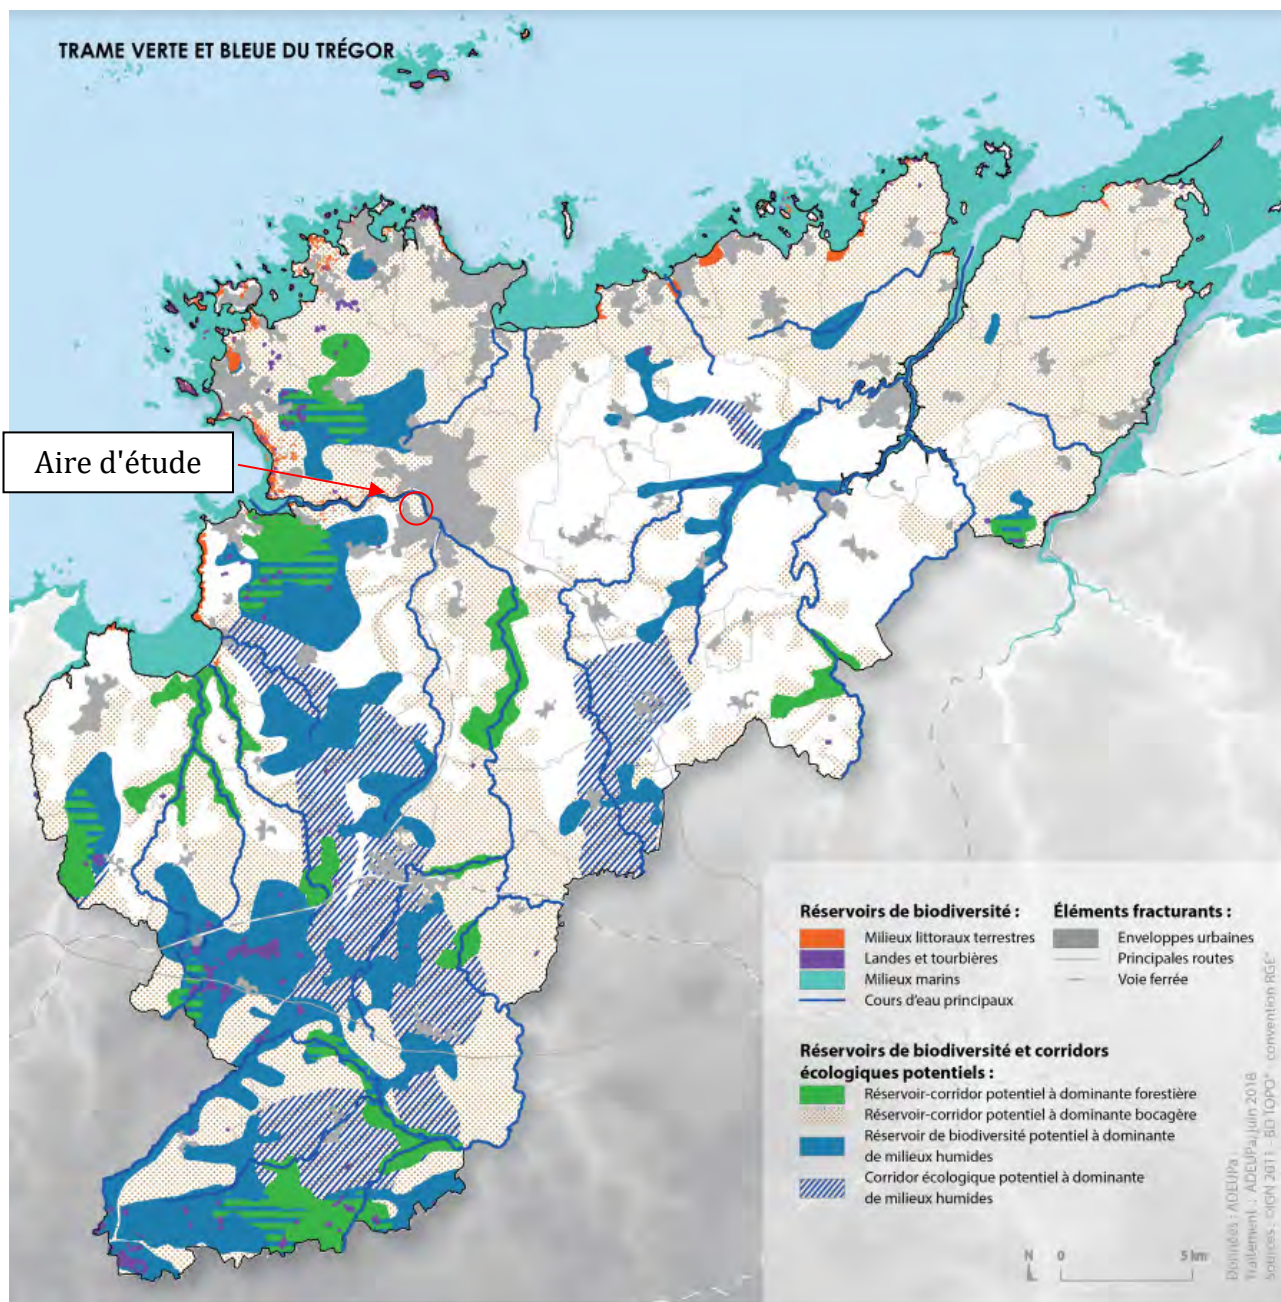 TRAME VERTE ET BLEUE DU TRÉGOR
Aire d'étude
Réservoirs de biodiversité :
Milieux littoraux terrestres
Landes et tourbières
Milieux marins
Cours d'eau principaux
Éléments fracturants :
Enveloppes urbaines
Principales routes
Voie ferrée
Réservoirs de biodiversité et corridors
écologiques potentiels :
Réservoir-corridor potentiel à dominante forestière
Réservoir-corridor potentiel à dominante bocagère
Réservoir de biodiversité potentiel à dominante
de milieux humides
Corridor écologique potentiel à dominante
de milieux humides
N 0 5 km
Données : ADEUPa
Traitement : ADEUPa, juin 2018
Sources : ©IGN 2011 - BD TOPO® - convention RGE